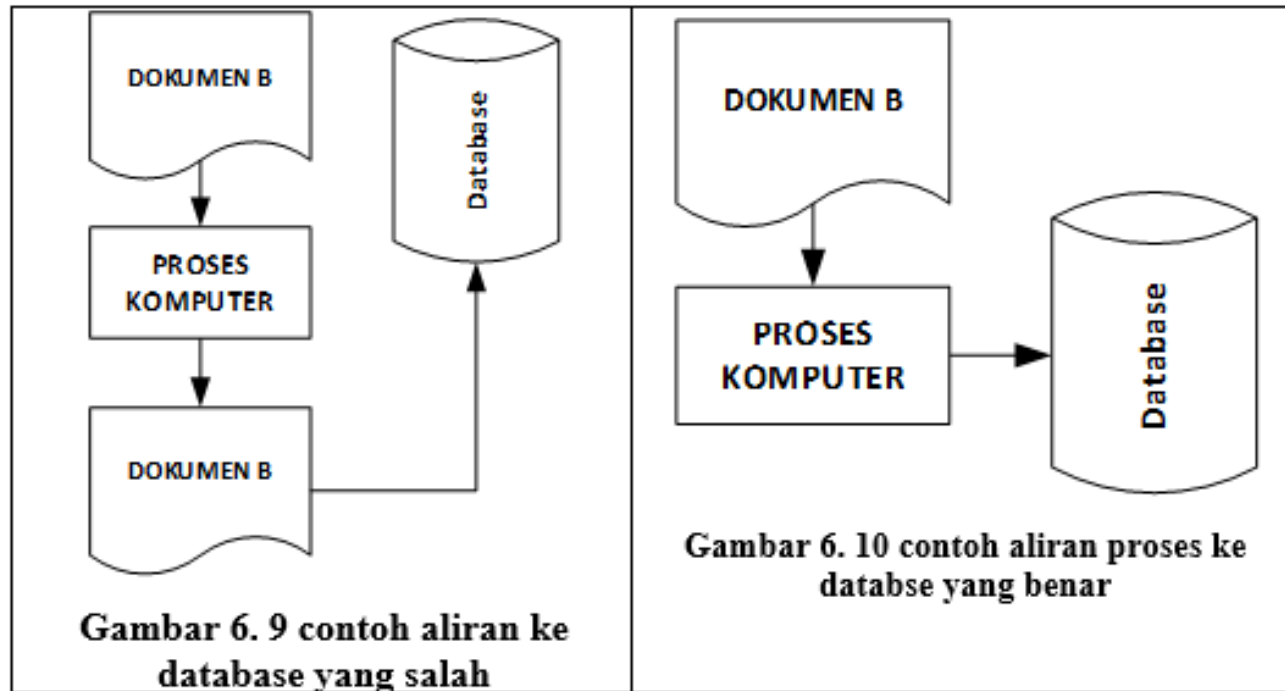 DOKUMEN B
PROSES
KOMPUTER
DOKUMEN B
Database
Gambar 6. 9 contoh aliran ke
database yang salah
DOKUMEN B
PROSES
KOMPUTER
Database
Gambar 6. 10 contoh aliran proses ke
databse yang benar